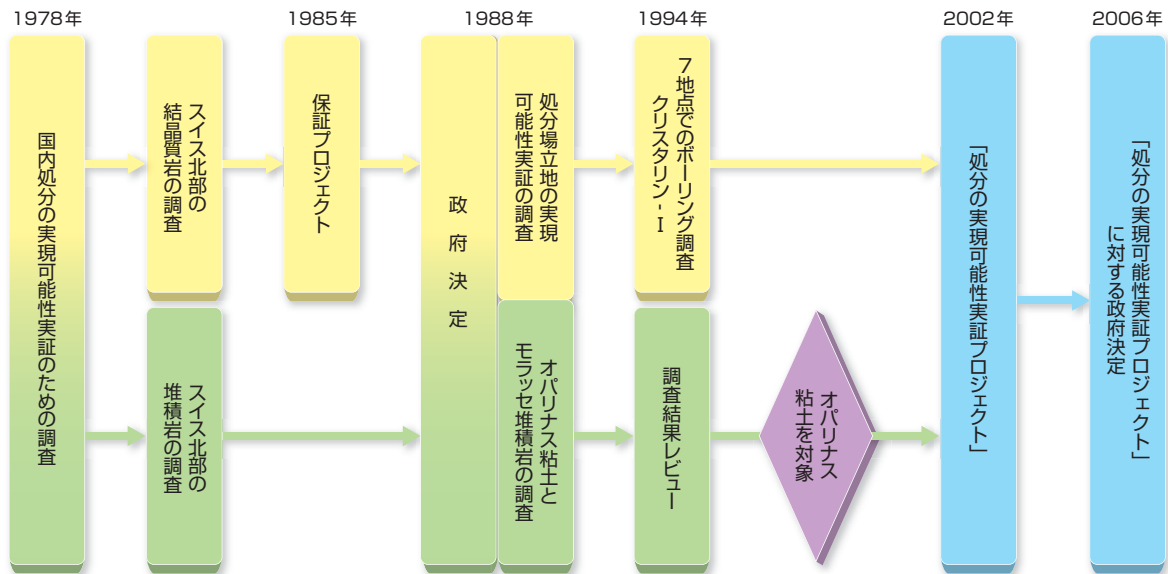 1978年
1985年
1988年
1994年
2002年
2006年
国内処分の実現可能性実証のための調査
スイス北部の
結晶質岩の調査
スイス北部の
堆積岩の調査
保証プロジェクト
政府決定
処分場立地の実現
可能性実証の調査
オパリナス粘土と
モラッセ堆積岩の調査
7地点でのボーリング調査
クリスタリン-I
調査結果レビュー
オパリナス
粘土を対象
「処分の実現可能性実証プロジェクト」
「処分の実現可能性実証プロジェクト」
に対する政府決定